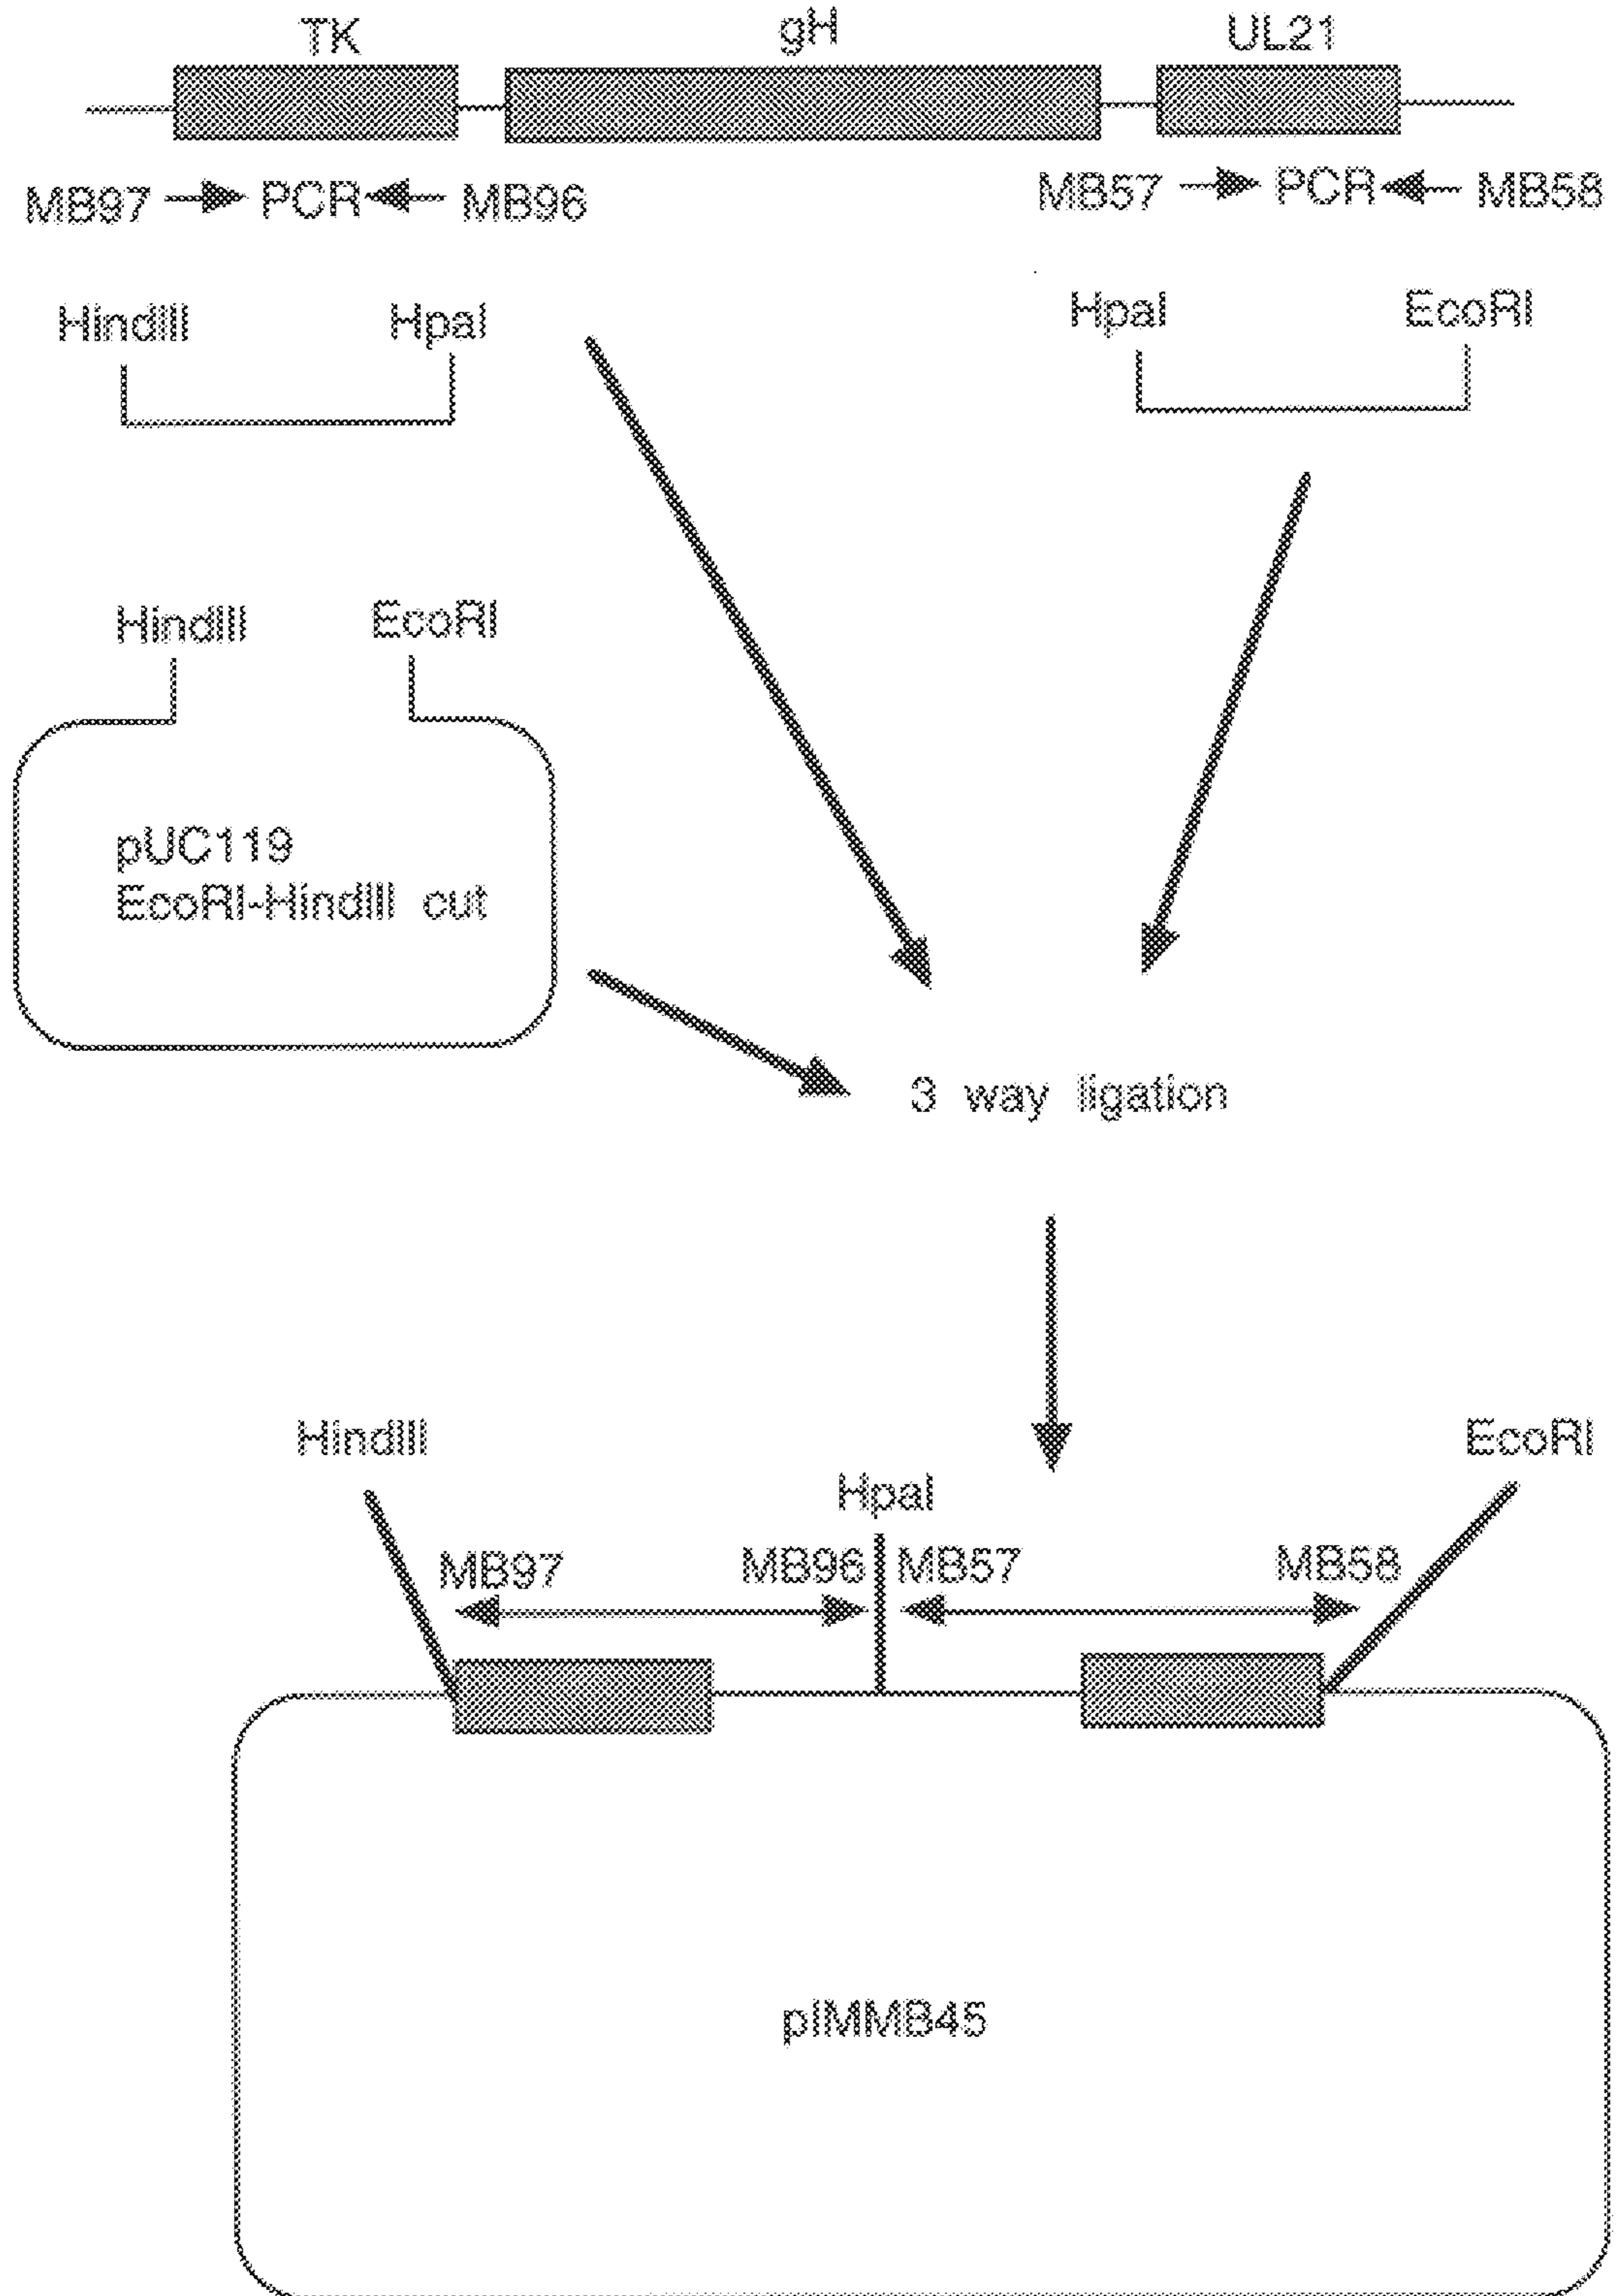 TK gH UL21
MB97 PCR MB96 MB57 PCR MB58
HindIII HpaI HpaI EcoRI
HindIII EcoRI
pUC119
EcoRI-HindIII cut
3 way ligation
HindIII EcoRI
HpaI
MB97 MB96 MB57 MB58
pIMMB45